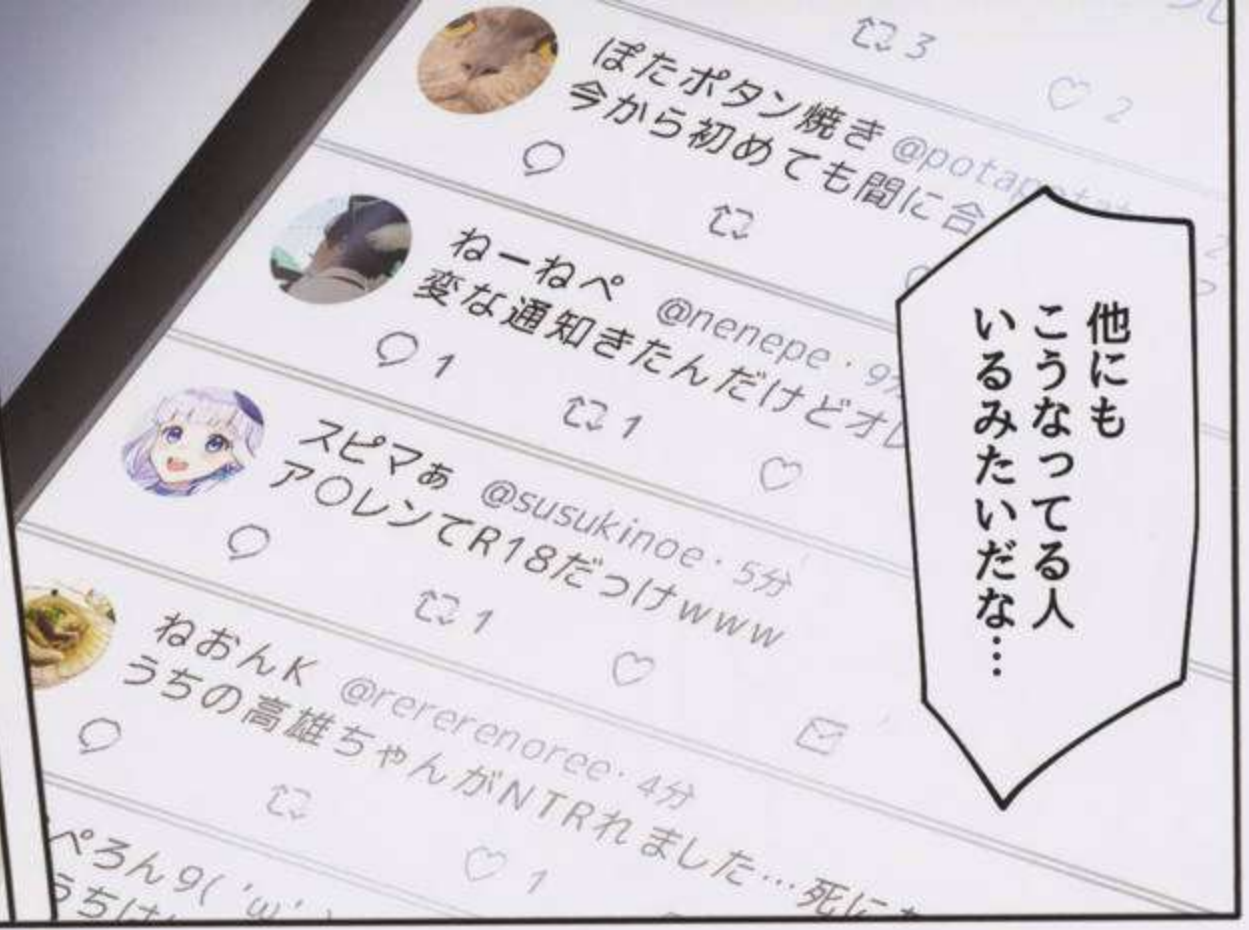 3
2
ぽたポタン焼き
今から初めても間に合
ねーねぺ @nenepe・9
変な通知きたんだけどオレ
1
1
スピマぁ @susukinoe・5分
ア〇レンてR18だっけwww
1
ねおんK @rererenoree・4分
うちの高雄ちゃんがNTRれました…死に
1
ぺろん9('ω')
うちは
他にも
こうなってる人
いるみたいだな…